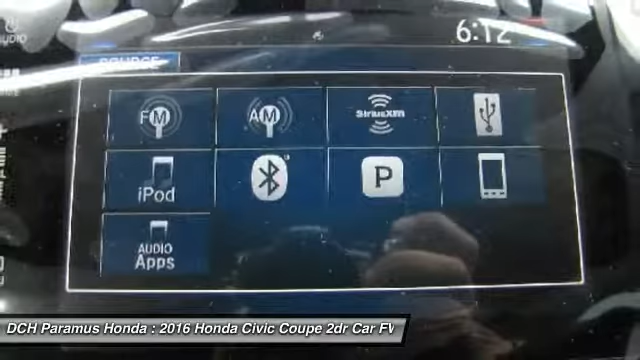 AUDIO
6:12
SOURCE
FM
AM
SiriusXM
iPod
P
AUDIO
Apps
DCH Paramus Honda : 2016 Honda Civic Coupe 2dr Car FV